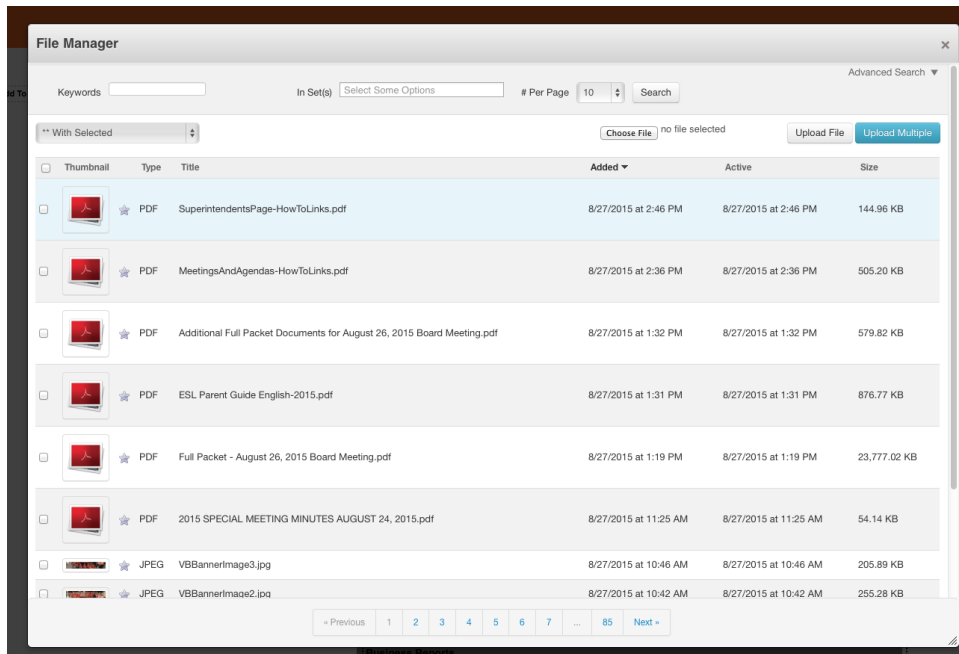 File Manager ×
Advanced Search ▼
Keywords In Set(s) Select Some Options # Per Page 10 Search
** With Selected Choose File no file selected Upload File Upload Multiple
Thumbnail Type Title Added ▼ Active Size
PDF SuperintendentsPage-HowToLinks.pdf 8/27/2015 at 2:46 PM 8/27/2015 at 2:46 PM 144.96 KB
PDF MeetingsAndAgendas-HowToLinks.pdf 8/27/2015 at 2:36 PM 8/27/2015 at 2:36 PM 505.20 KB
PDF Additional Full Packet Documents for August 26, 2015 Board Meeting.pdf 8/27/2015 at 1:32 PM 8/27/2015 at 1:32 PM 579.82 KB
PDF ESL Parent Guide English-2015.pdf 8/27/2015 at 1:31 PM 8/27/2015 at 1:31 PM 876.77 KB
PDF Full Packet - August 26, 2015 Board Meeting.pdf 8/27/2015 at 1:19 PM 8/27/2015 at 1:19 PM 23,777.02 KB
PDF 2015 SPECIAL MEETING MINUTES AUGUST 24, 2015.pdf 8/27/2015 at 11:25 AM 8/27/2015 at 11:25 AM 54.14 KB
JPEG VBBannerImage3.jpg 8/27/2015 at 10:46 AM 8/27/2015 at 10:46 AM 205.89 KB
JPEG VBBannerImage2.jpg 8/27/2015 at 10:42 AM 8/27/2015 at 10:42 AM 255.28 KB
« Previous 1 2 3 4 5 6 7 ... 85 Next »
Business Reports